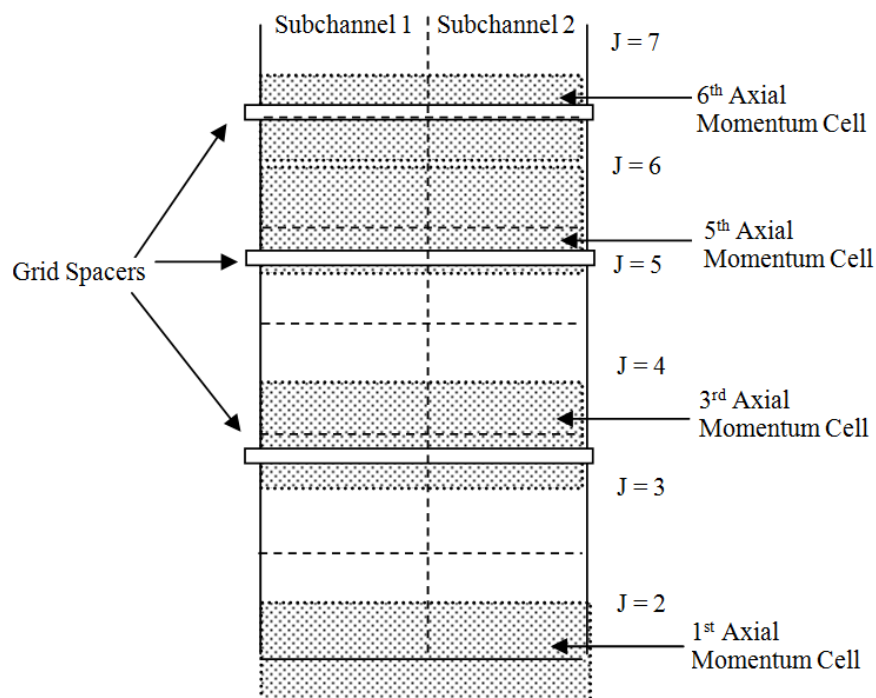 Subchannel 1 Subchannel 2
J = 7
6th Axial
Momentum Cell
J = 6
5th Axial
Momentum Cell
Grid Spacers
J = 5
J = 4
3rd Axial
Momentum Cell
J = 3
J = 2
1st Axial
Momentum Cell